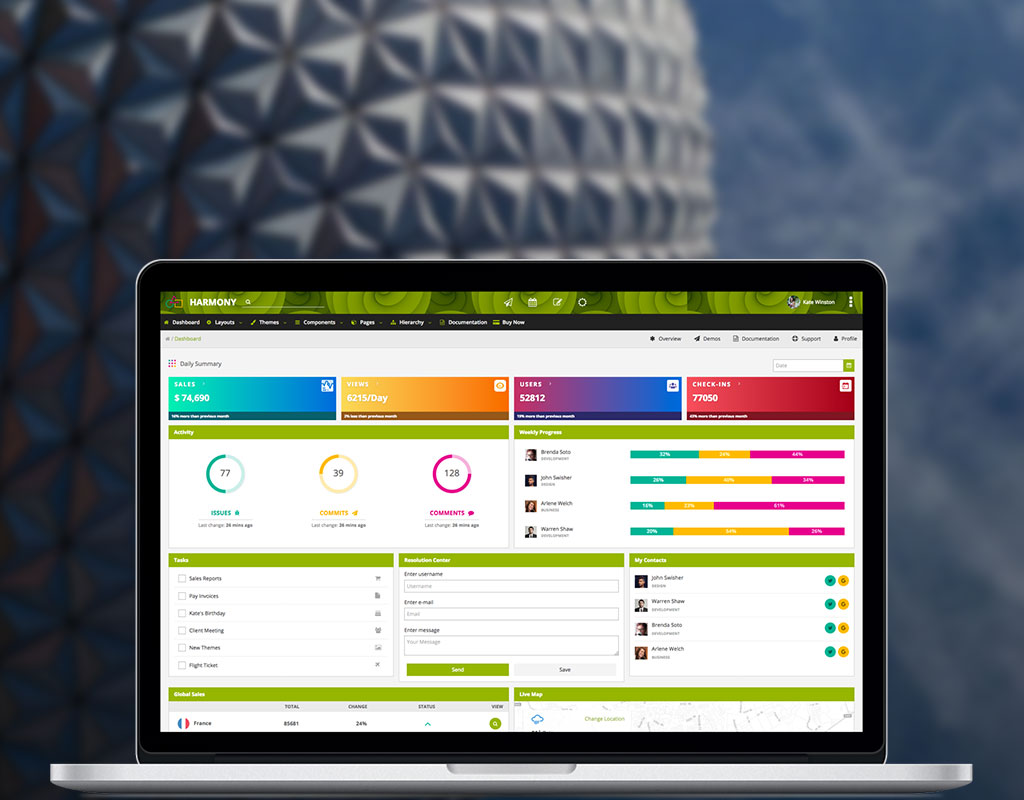 HARMONY
Kate Winston
Dashboard Layouts Themes Components Pages Hierarchy Documentation Buy Now
/ Dashboard
Overview Demos Documentation Support Profile
Daily Summary
Date
SALES VIEWS USERS CHECK-INS
$ 74,690 6215/Day 52812 77050
16% more than previous month 2% less than previous month 19% more than previous month 43% more than previous month
Activity
77 39 128
ISSUES COMMITS COMMENTS
Last change: 26 mins ago Last change: 26 mins ago Last change: 26 mins ago
Weekly Progress
Brenda Soto 32% 24% 44%
DEVELOPMENT
John Swisher 26% 40% 34%
DESIGN
Arlene Welch 16% 23% 61%
BUSINESS
Warren Shaw 20% 54% 26%
DEVELOPMENT
Tasks
Sales Reports
Pay Invoices
Kate's Birthday
Client Meeting
New Themes
Flight Ticket
Resolution Center
Enter username
Username
Enter e-mail
Email
Enter message
Your Message
Send Save
My Contacts
John Swisher
DESIGN
Warren Shaw
DEVELOPMENT
Brenda Soto
DEVELOPMENT
Arlene Welch
BUSINESS
Global Sales
TOTAL CHANGE STATUS VIEW
France 85681 24%
Live Map
Change Location